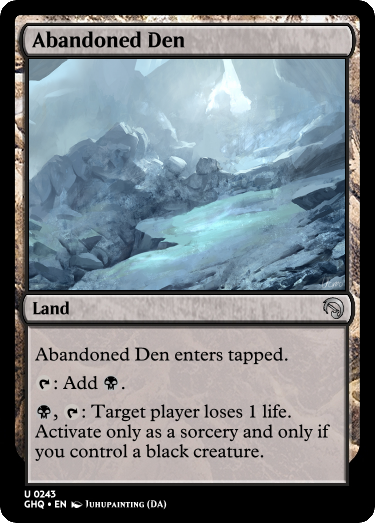 Abandoned Den
Land
Abandoned Den enters tapped.
: Add .
, : Target player loses 1 life.
Activate only as a sorcery and only if
you control a black creature.
U 0243
GHQ • EN JUHUPAINTING (DA)